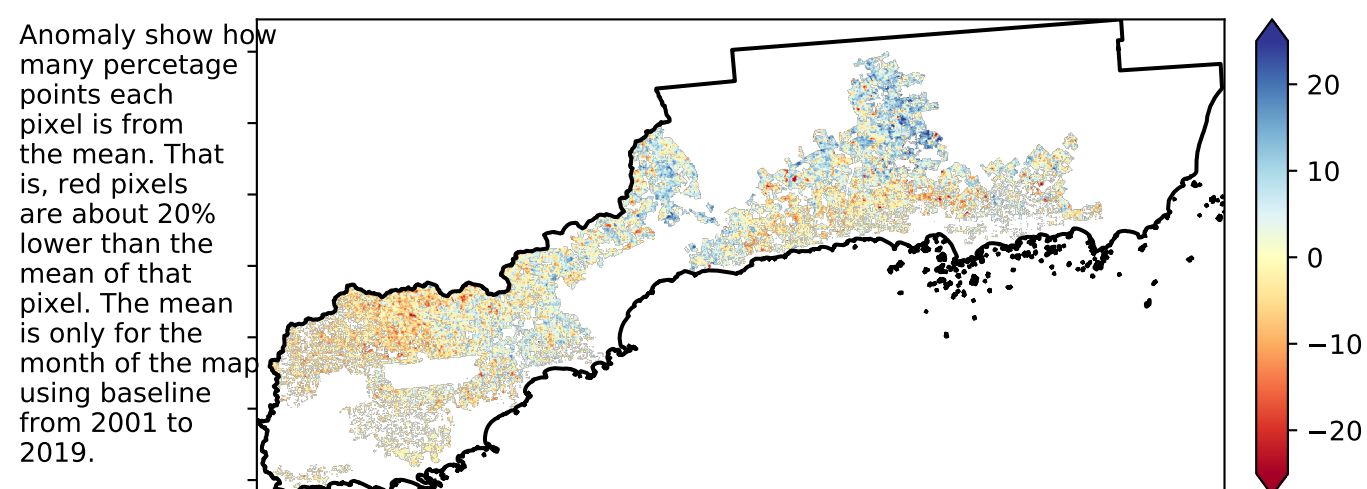 Anomaly show how
many percetage
points each
pixel is from
the mean. That
is, red pixels
are about 20%
lower than the
mean of that
pixel. The mean
is only for the
month of the map
using baseline
from 2001 to
2019.
20
10
0
−10
−20